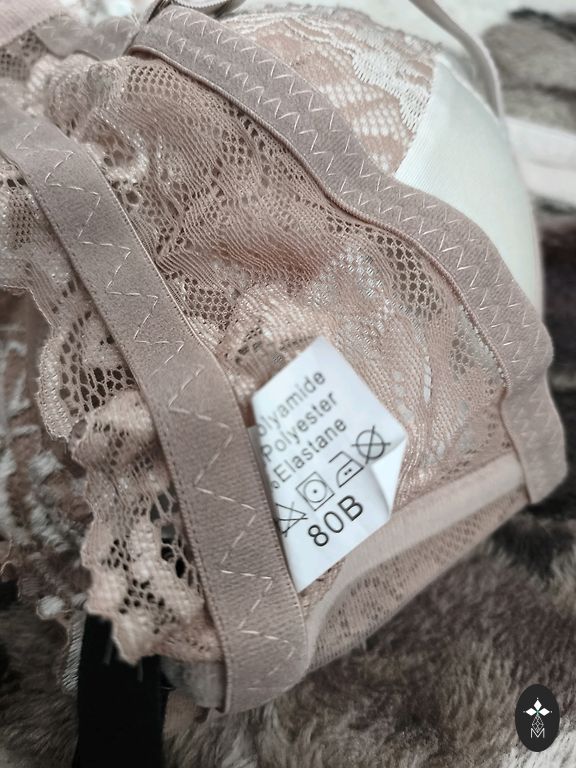 olyamide
Polyester
%Elastane
80B
M